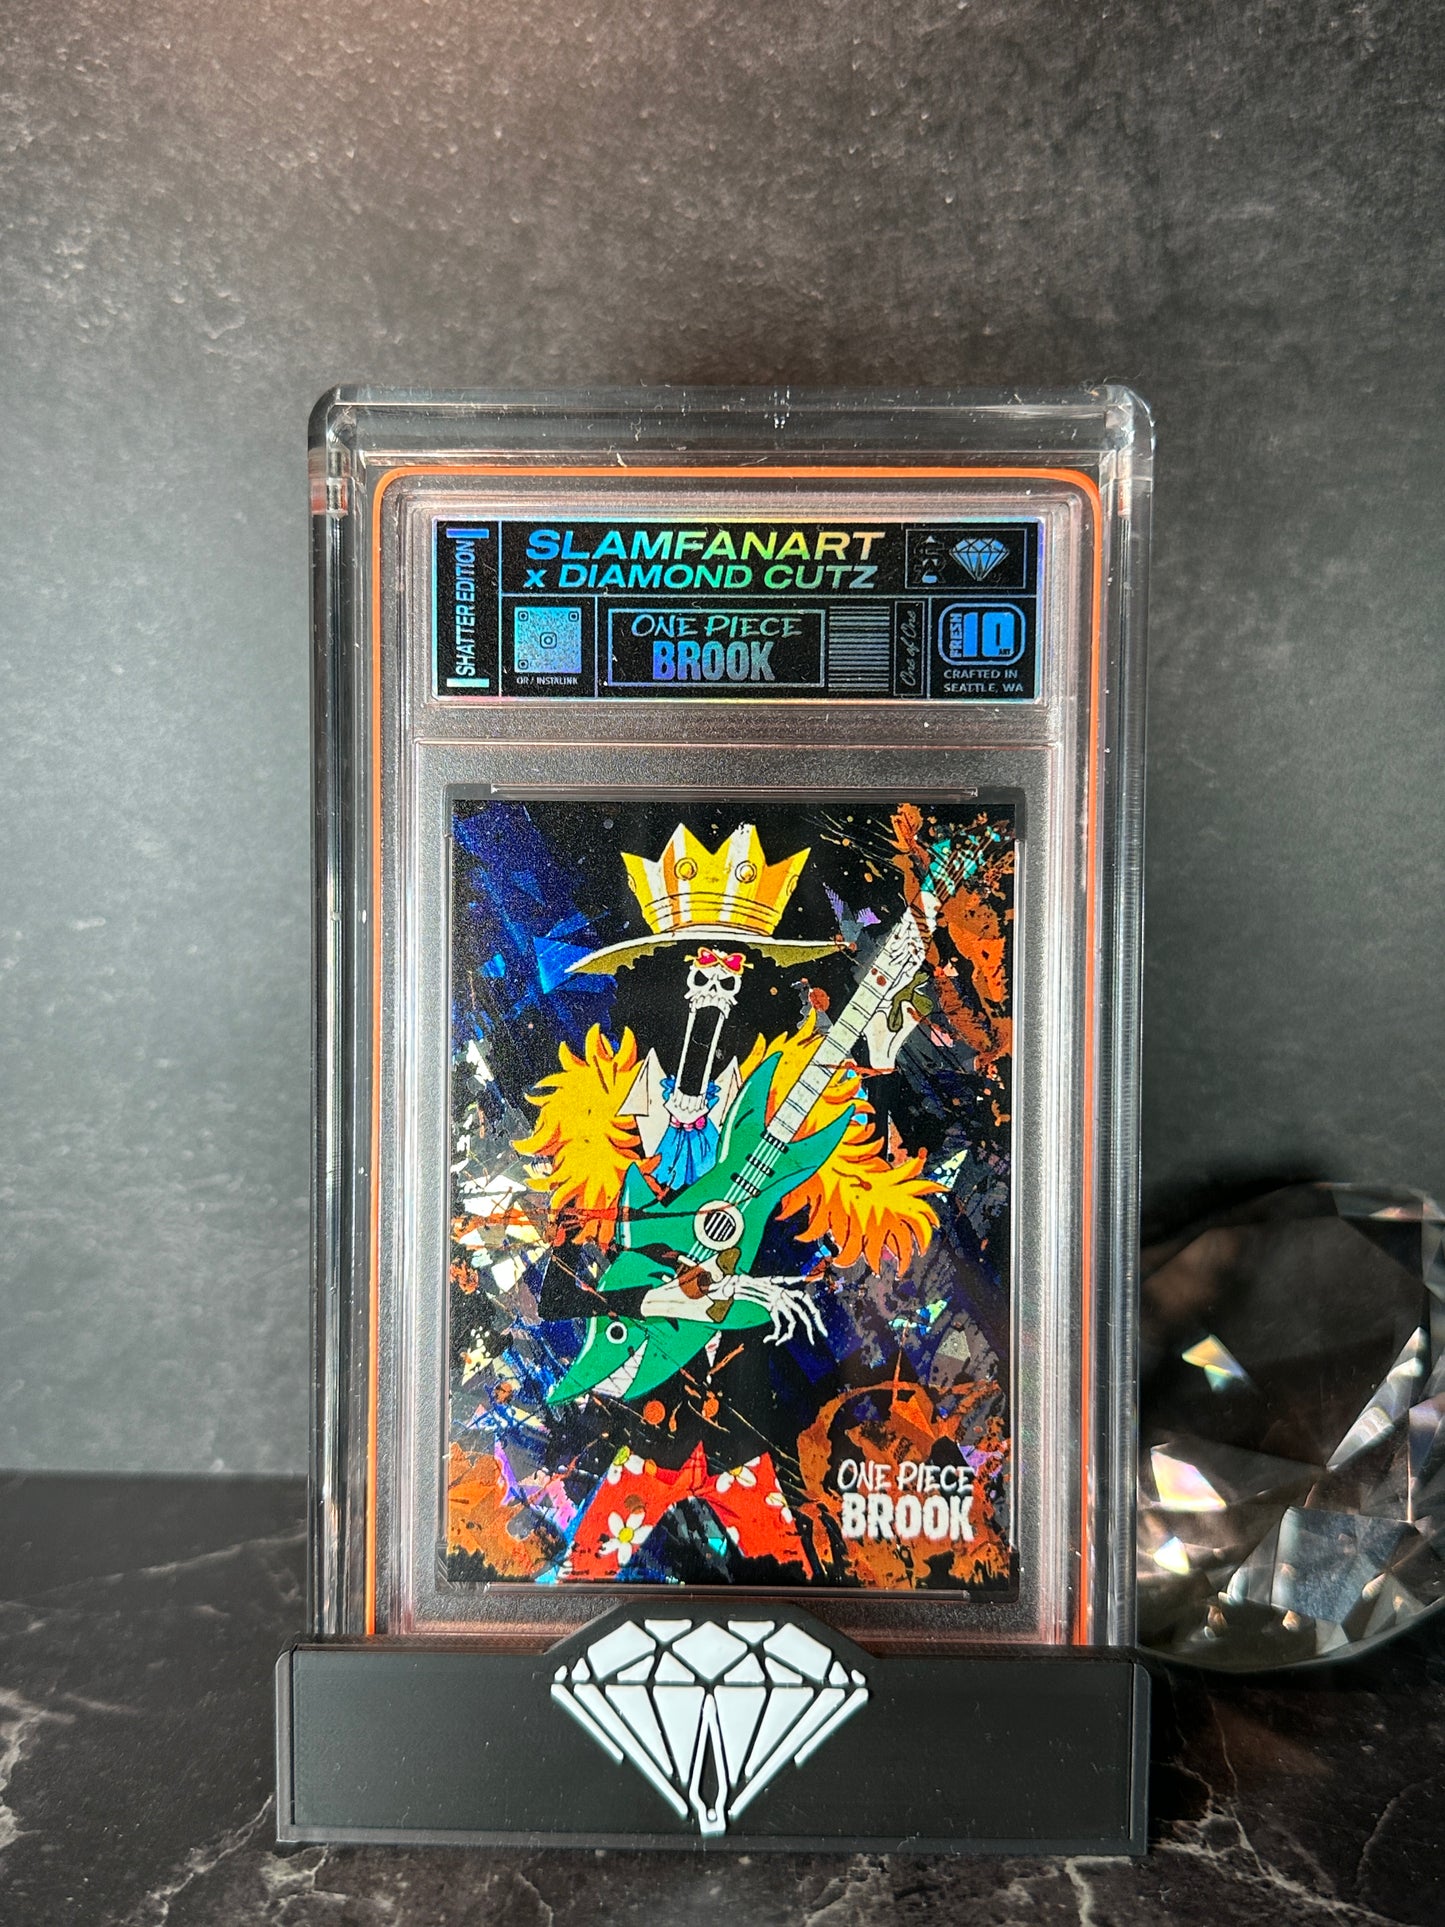 SHATTER EDITION
SLAMFANART
x DIAMOND CUTZ
QR / INSTALINK
ONE PIECE
BROOK
One of One
FRESH
10
ART
CRAFTED IN
SEATTLE, WA
ONE PIECE
BROOK